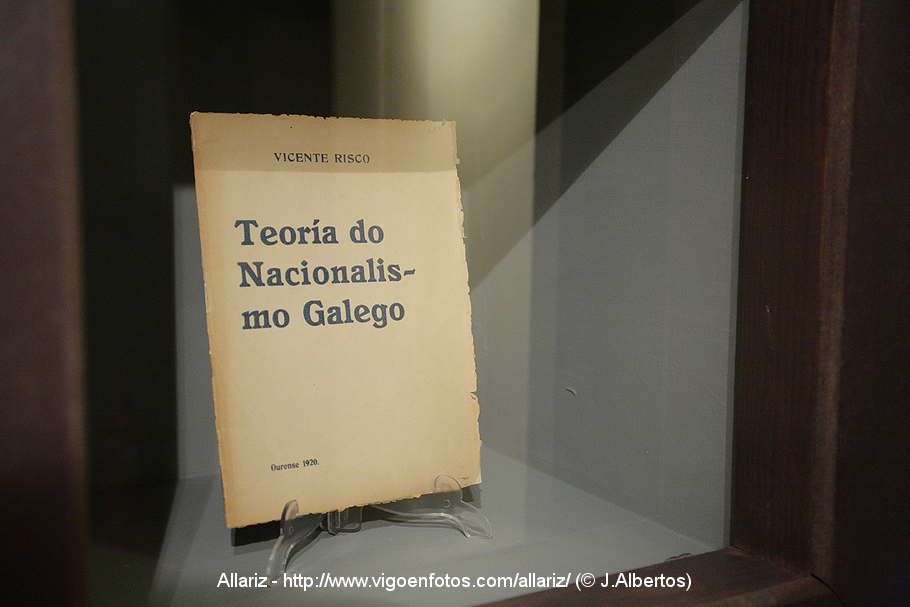 VICENTE RISCO
Teoría do
Nacionalis-
mo Galego
Ourense 1920.
Allariz - http://www.vigoenfotos.com/allariz/ (© J.Albertos)